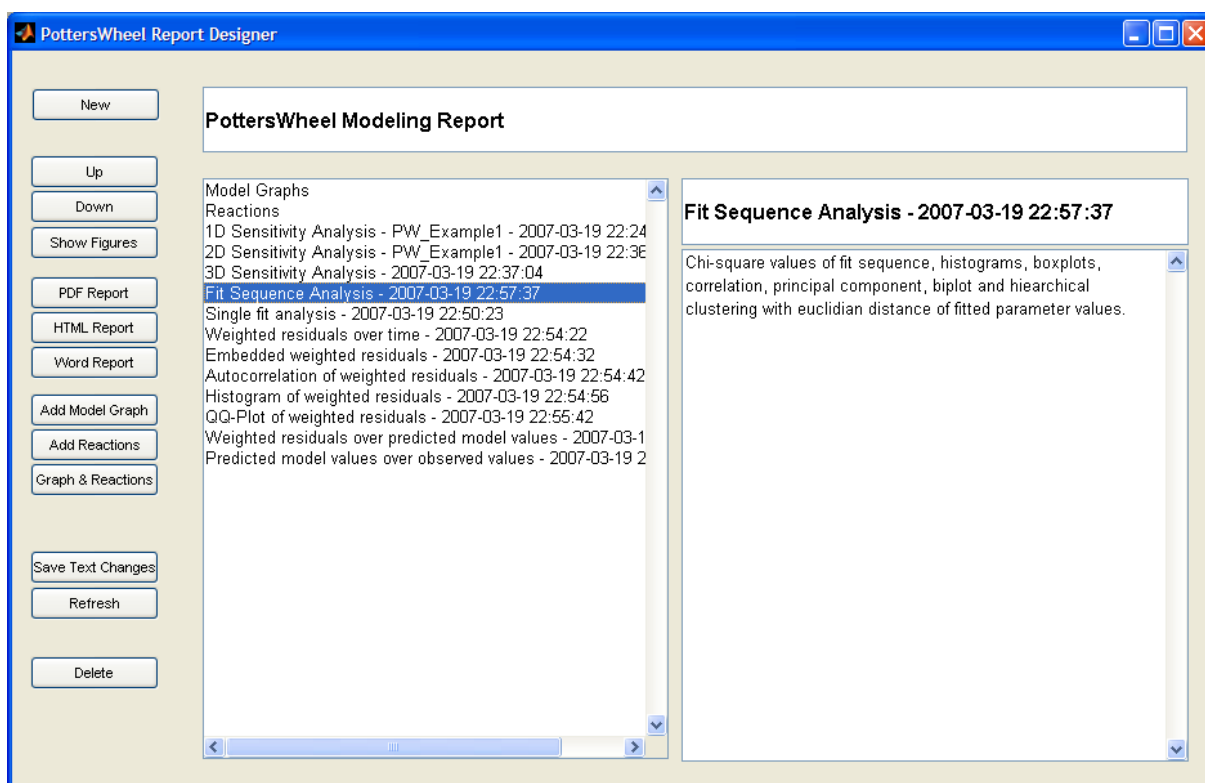 PottersWheel Report Designer
New
Up
Down
Show Figures
PDF Report
HTML Report
Word Report
Add Model Graph
Add Reactions
Graph & Reactions
Save Text Changes
Refresh
Delete
PottersWheel Modeling Report
Model Graphs
Reactions
1D Sensitivity Analysis - PW_Example1 - 2007-03-19 22:24
2D Sensitivity Analysis - PW_Example1 - 2007-03-19 22:36
3D Sensitivity Analysis - 2007-03-19 22:37:04
Fit Sequence Analysis - 2007-03-19 22:57:37
Single fit analysis - 2007-03-19 22:50:23
Weighted residuals over time - 2007-03-19 22:54:22
Embedded weighted residuals - 2007-03-19 22:54:32
Autocorrelation of weighted residuals - 2007-03-19 22:54:42
Histogram of weighted residuals - 2007-03-19 22:54:56
QQ-Plot of weighted residuals - 2007-03-19 22:55:42
Weighted residuals over predicted model values - 2007-03-1
Predicted model values over observed values - 2007-03-19 2
Fit Sequence Analysis - 2007-03-19 22:57:37
Chi-square values of fit sequence, histograms, boxplots,
correlation, principal component, biplot and hiearchical
clustering with euclidian distance of fitted parameter values.